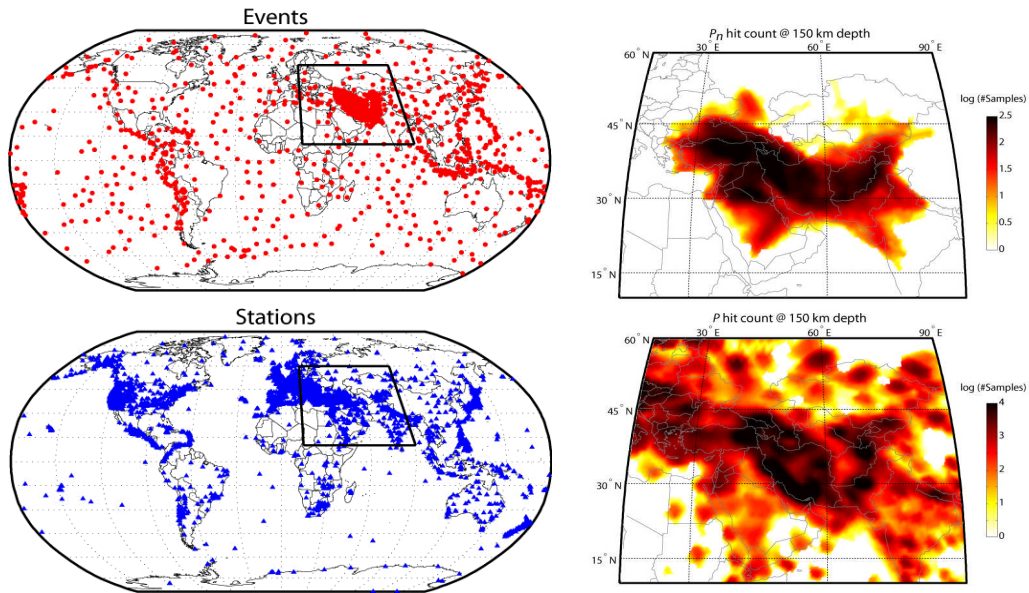 Events
Pn hit count @ 150 km depth
30°E
60°E
90°E
60°N
45°N
30°N
15°N
log (#Samples)
2.5
2
1.5
1
0.5
0
Stations
P hit count @ 150 km depth
30°E
60°E
90°E
60°N
45°N
30°N
15°N
log (#Samples)
4
3
2
1
0